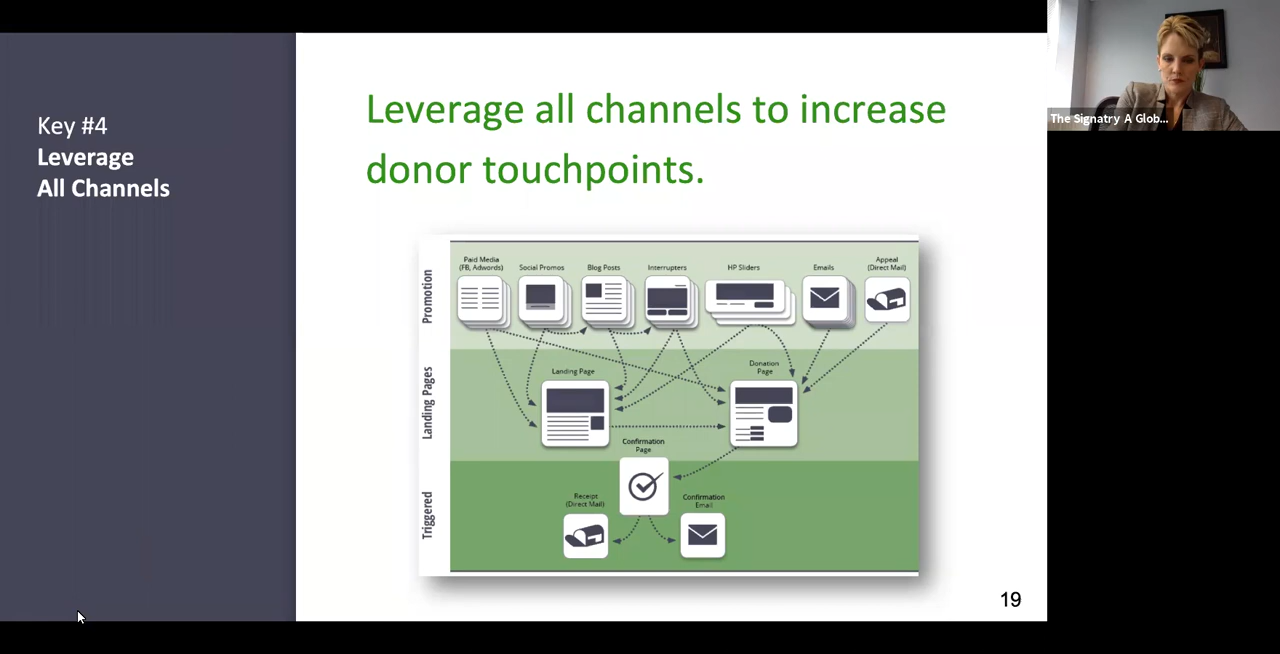 Key #4
Leverage
All Channels
Leverage all channels to increase
donor touchpoints.
The Signatry A Glob...
Promotion
Paid Media
(FB, Adwords)
Social Promos
Blog Posts
Interrupters
HP Sliders
Emails
Appeal
(Direct Mail)
Landing Pages
Landing Page
Donation
Page
Triggered
Confirmation
Page
Receipt
(Direct Mail)
Confirmation
Email
19